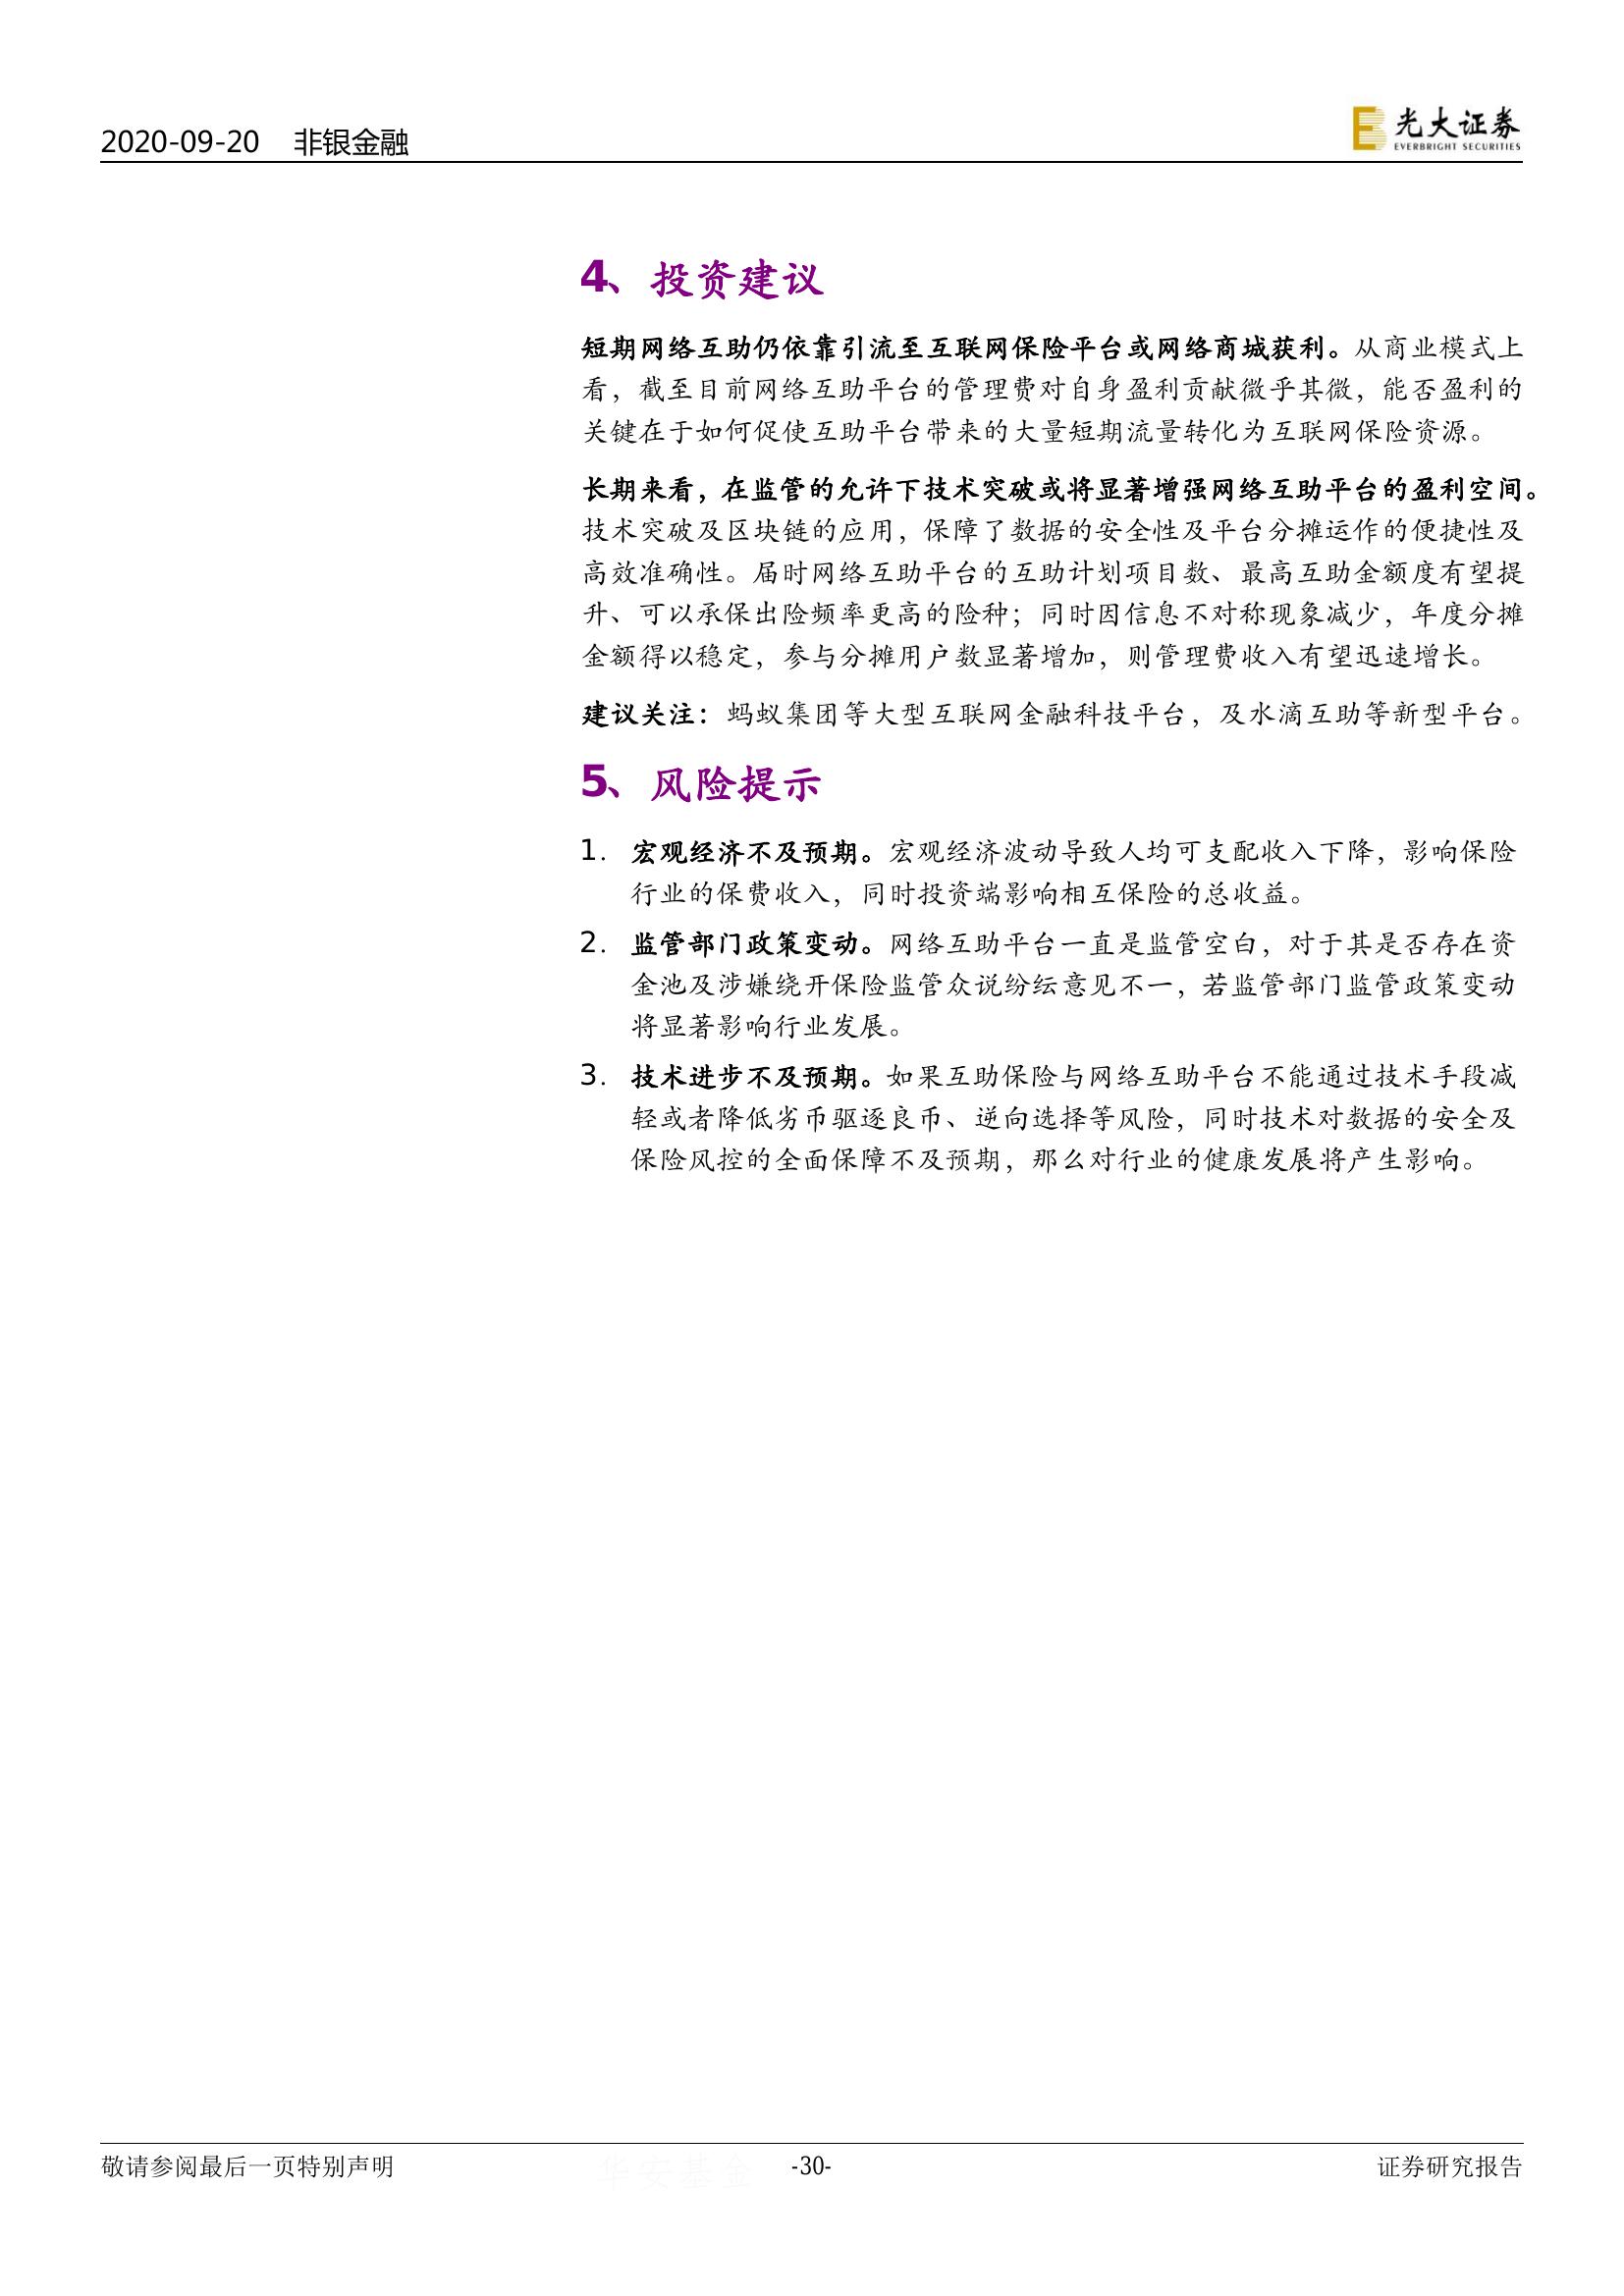 2020-09-20 非银金融
光大证券
EVERBRIGHT SECURITIES
4、投资建议
短期网络互助仍依靠引流至互联网保险平台或网络商城获利。从商业模式上
看，截至目前网络互助平台的管理费对自身盈利贡献微乎其微，能否盈利的
关键在于如何促使互助平台带来的大量短期流量转化为互联网保险资源。
长期来看，在监管的允许下技术突破或将显著增强网络互助平台的盈利空间。
技术突破及区块链的应用，保障了数据的安全性及平台分摊运作的便捷性及
高效准确性。届时网络互助平台的互助计划项目数、最高互助金额度有望提
升、可以承保出险频率更高的险种；同时因信息不对称现象减少，年度分摊
金额得以稳定，参与分摊用户数显著增加，则管理费收入有望迅速增长。
建议关注：蚂蚁集团等大型互联网金融科技平台，及水滴互助等新型平台。
5、风险提示
1. 宏观经济不及预期。宏观经济波动导致人均可支配收入下降，影响保险
行业的保费收入，同时投资端影响相互保险的总收益。
2. 监管部门政策变动。网络互助平台一直是监管空白，对于其是否存在资
金池及涉嫌绕开保险监管众说纷纭意见不一，若监管部门监管政策变动
将显著影响行业发展。
3. 技术进步不及预期。如果互助保险与网络互助平台不能通过技术手段减
轻或者降低劣币驱逐良币、逆向选择等风险，同时技术对数据的安全及
保险风控的全面保障不及预期，那么对行业的健康发展将产生影响。
敬请参阅最后一页特别声明
华安基金
-30-
证券研究报告